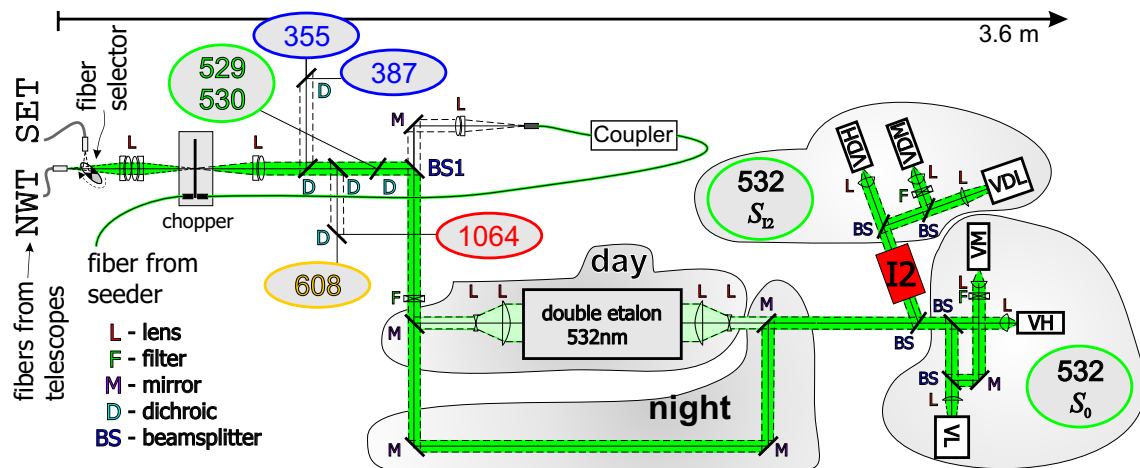 3.6 m
355
387
529
530
SET
NWT
fiber
selector
L
chopper
L
D
D
D
D
D
M
L
Coupler
BS1
fiber from
seeder
608
1064
fibers from
telescopes
L - lens
F - filter
M - mirror
D - dichroic
BS - beamsplitter
F
M
day
L
L
double etalon
532nm
L
L
M
night
M
M
VDH
VDM
VDL
L
L
F
L
BS
BS
532
S_I2
I2
BS
BS
VM
L
F
L
VH
BS
M
L
VL
532
S_0